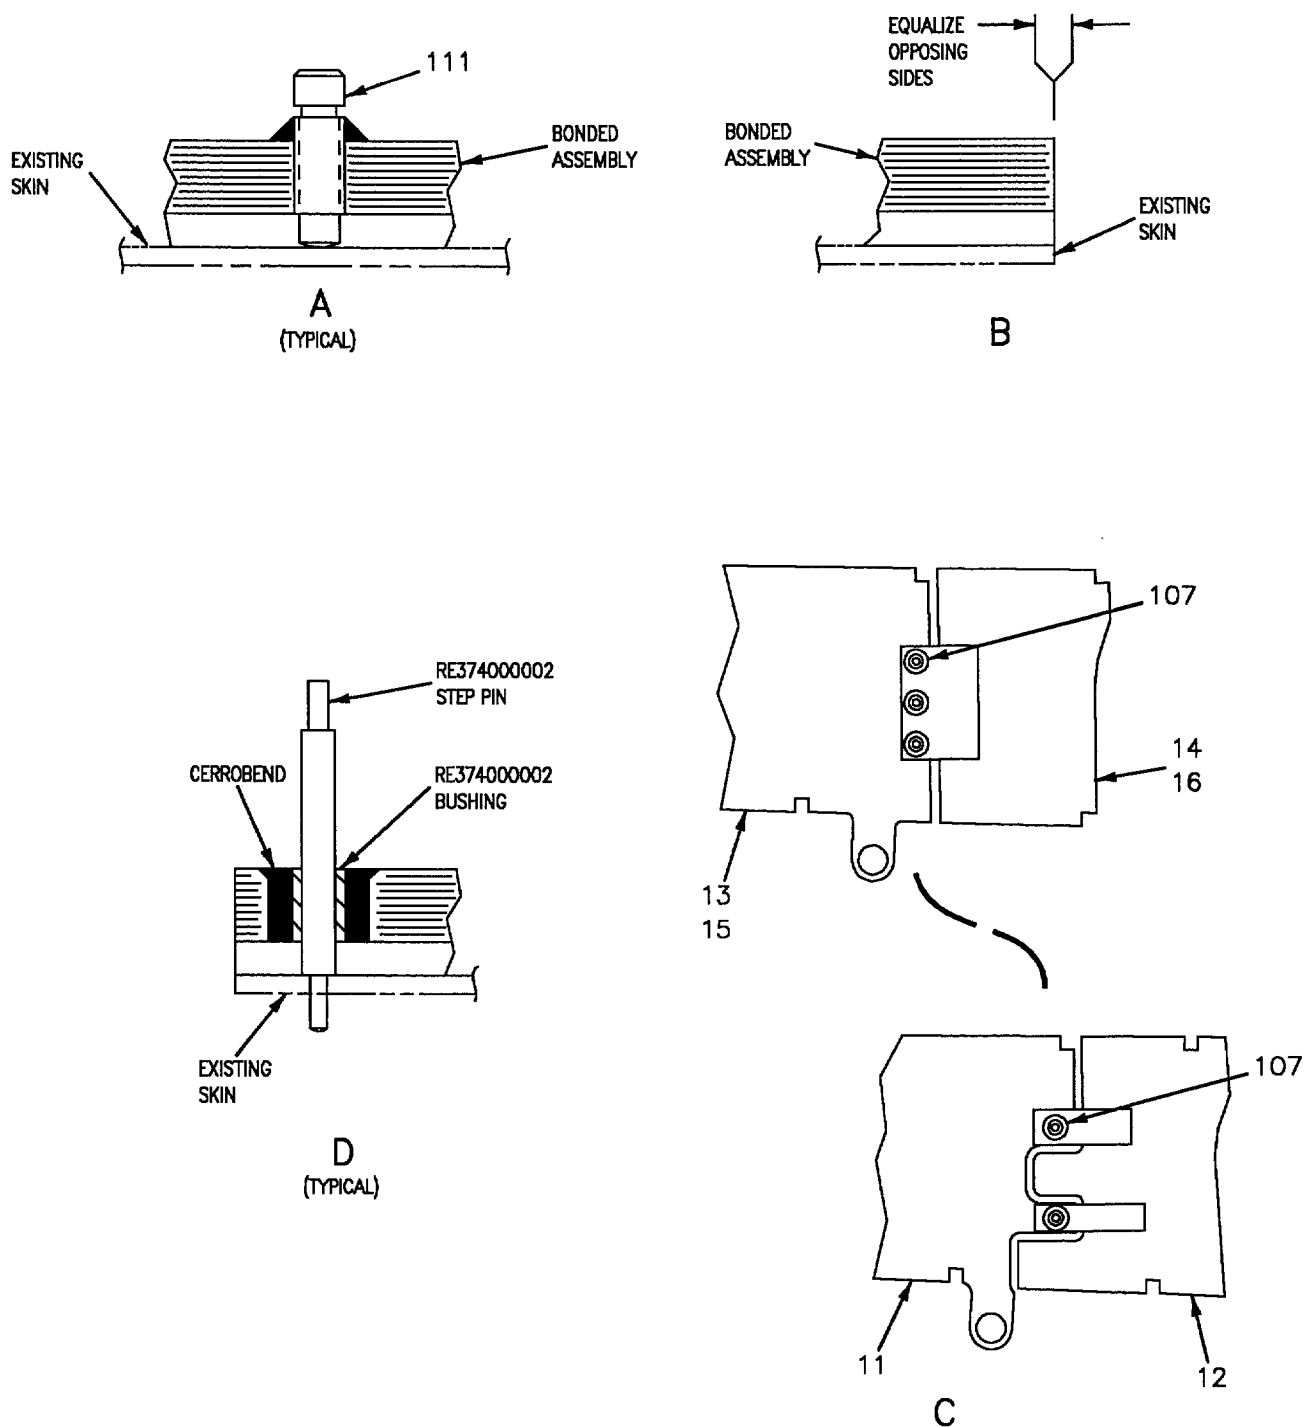 111
EXISTING
SKIN
BONDED
ASSEMBLY
A
(TYPICAL)
EQUALIZE
OPPOSING
SIDES
BONDED
ASSEMBLY
EXISTING
SKIN
B
RE374000002
STEP PIN
CERROBEND
RE374000002
BUSHING
EXISTING
SKIN
D
(TYPICAL)
107
14
16
13
15
107
11
12
C